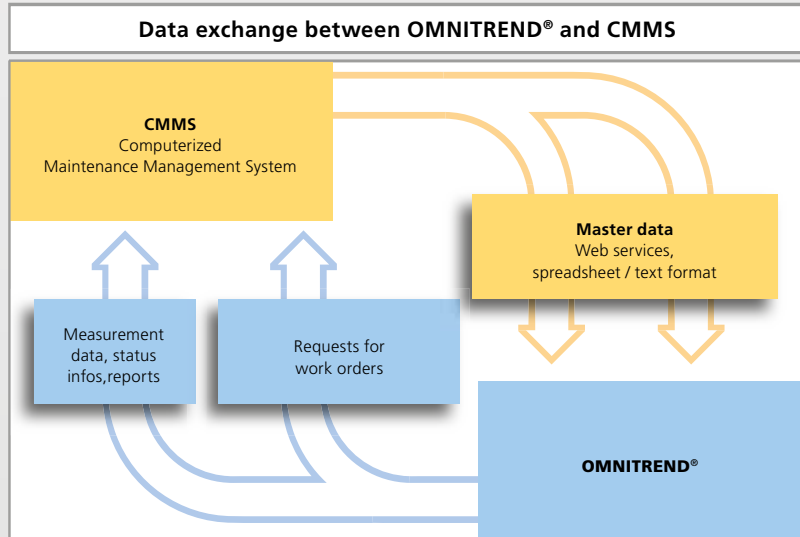 Data exchange between OMNITREND® and CMMS
CMMS
Computerized
Maintenance Management System
Master data
Web services,
spreadsheet / text format
Measurement
data, status
infos,reports
Requests for
work orders
OMNITREND®